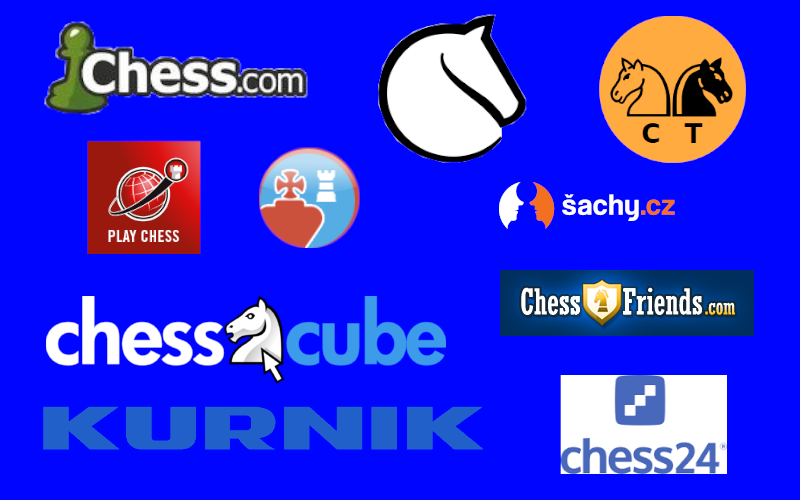 Chess.com
C T
PLAY CHESS
šachy.cz
Chess Friends.com
chess cube
KURNIK
chess24®